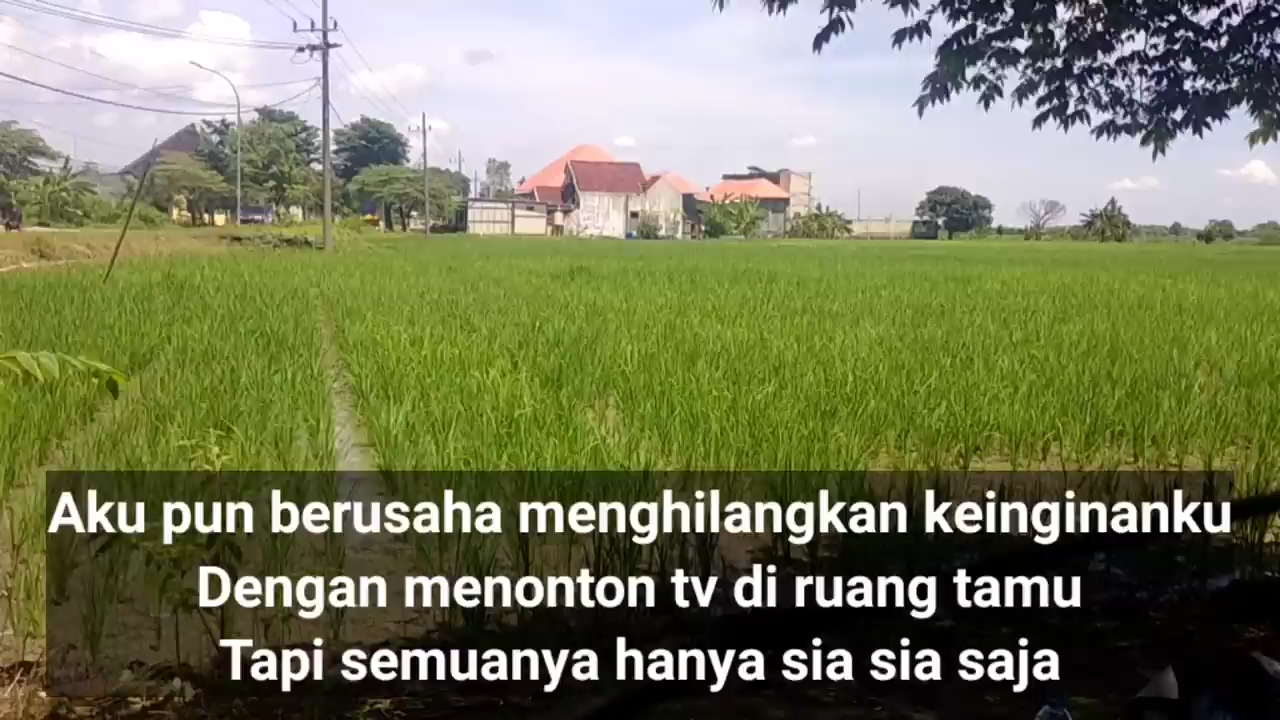 Aku pun berusaha menghilangkan keinginanku
Dengan menonton tv di ruang tamu
Tapi semuanya hanya sia sia saja